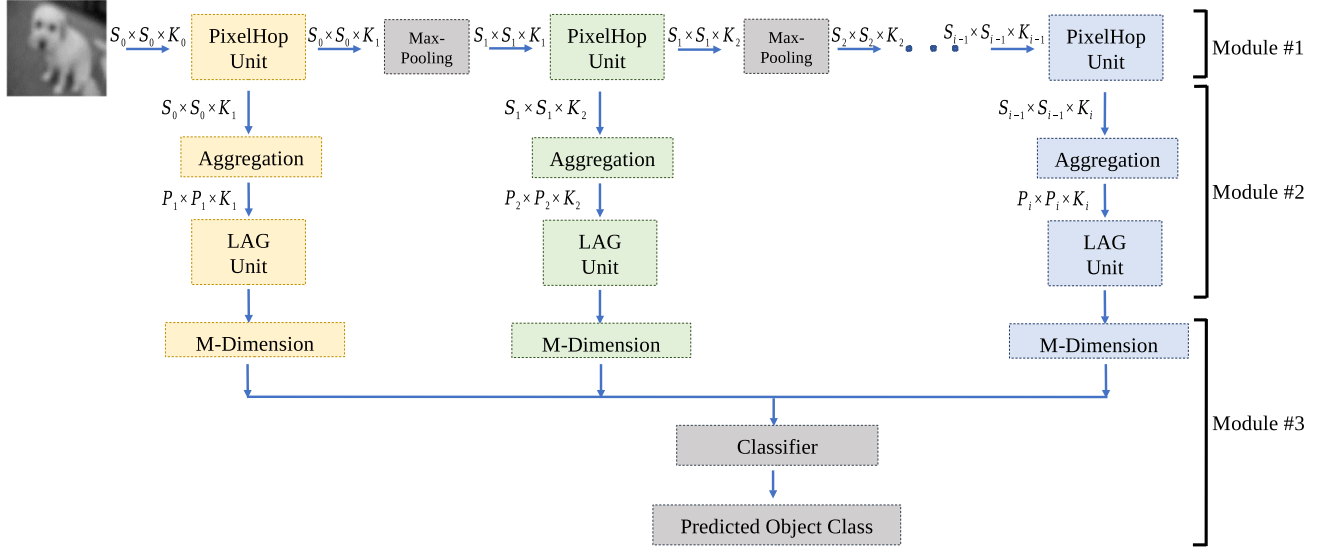 S₀×S₀×K₀
PixelHop
Unit
S₀×S₀×K₁
Max-
Pooling
S₁×S₁×K₁
PixelHop
Unit
S₁×S₁×K₂
Max-
Pooling
S₂×S₂×K₂
Sᵢ₋₁×Sᵢ₋₁×Kᵢ₋₁
PixelHop
Unit
Module #1
S₀×S₀×K₁
S₁×S₁×K₂
Sᵢ₋₁×Sᵢ₋₁×Kᵢ
Aggregation
Aggregation
Aggregation
P₁×P₁×K₁
P₂×P₂×K₂
Pᵢ×Pᵢ×Kᵢ
Module #2
LAG
Unit
LAG
Unit
LAG
Unit
M-Dimension
M-Dimension
M-Dimension
Module #3
Classifier
Predicted Object Class